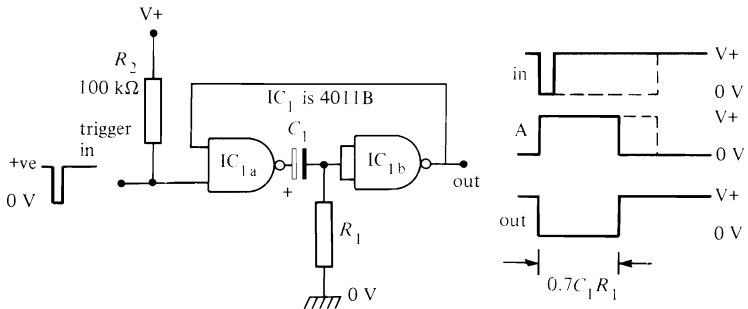 V+
R2
100 kΩ
trigger
in
+ve
0 V
IC1 is 4011B
C1
IC1a
+
IC1b
out
R1
0 V
in
V+
0 V
A
V+
0 V
out
V+
0 V
0.7C1R1